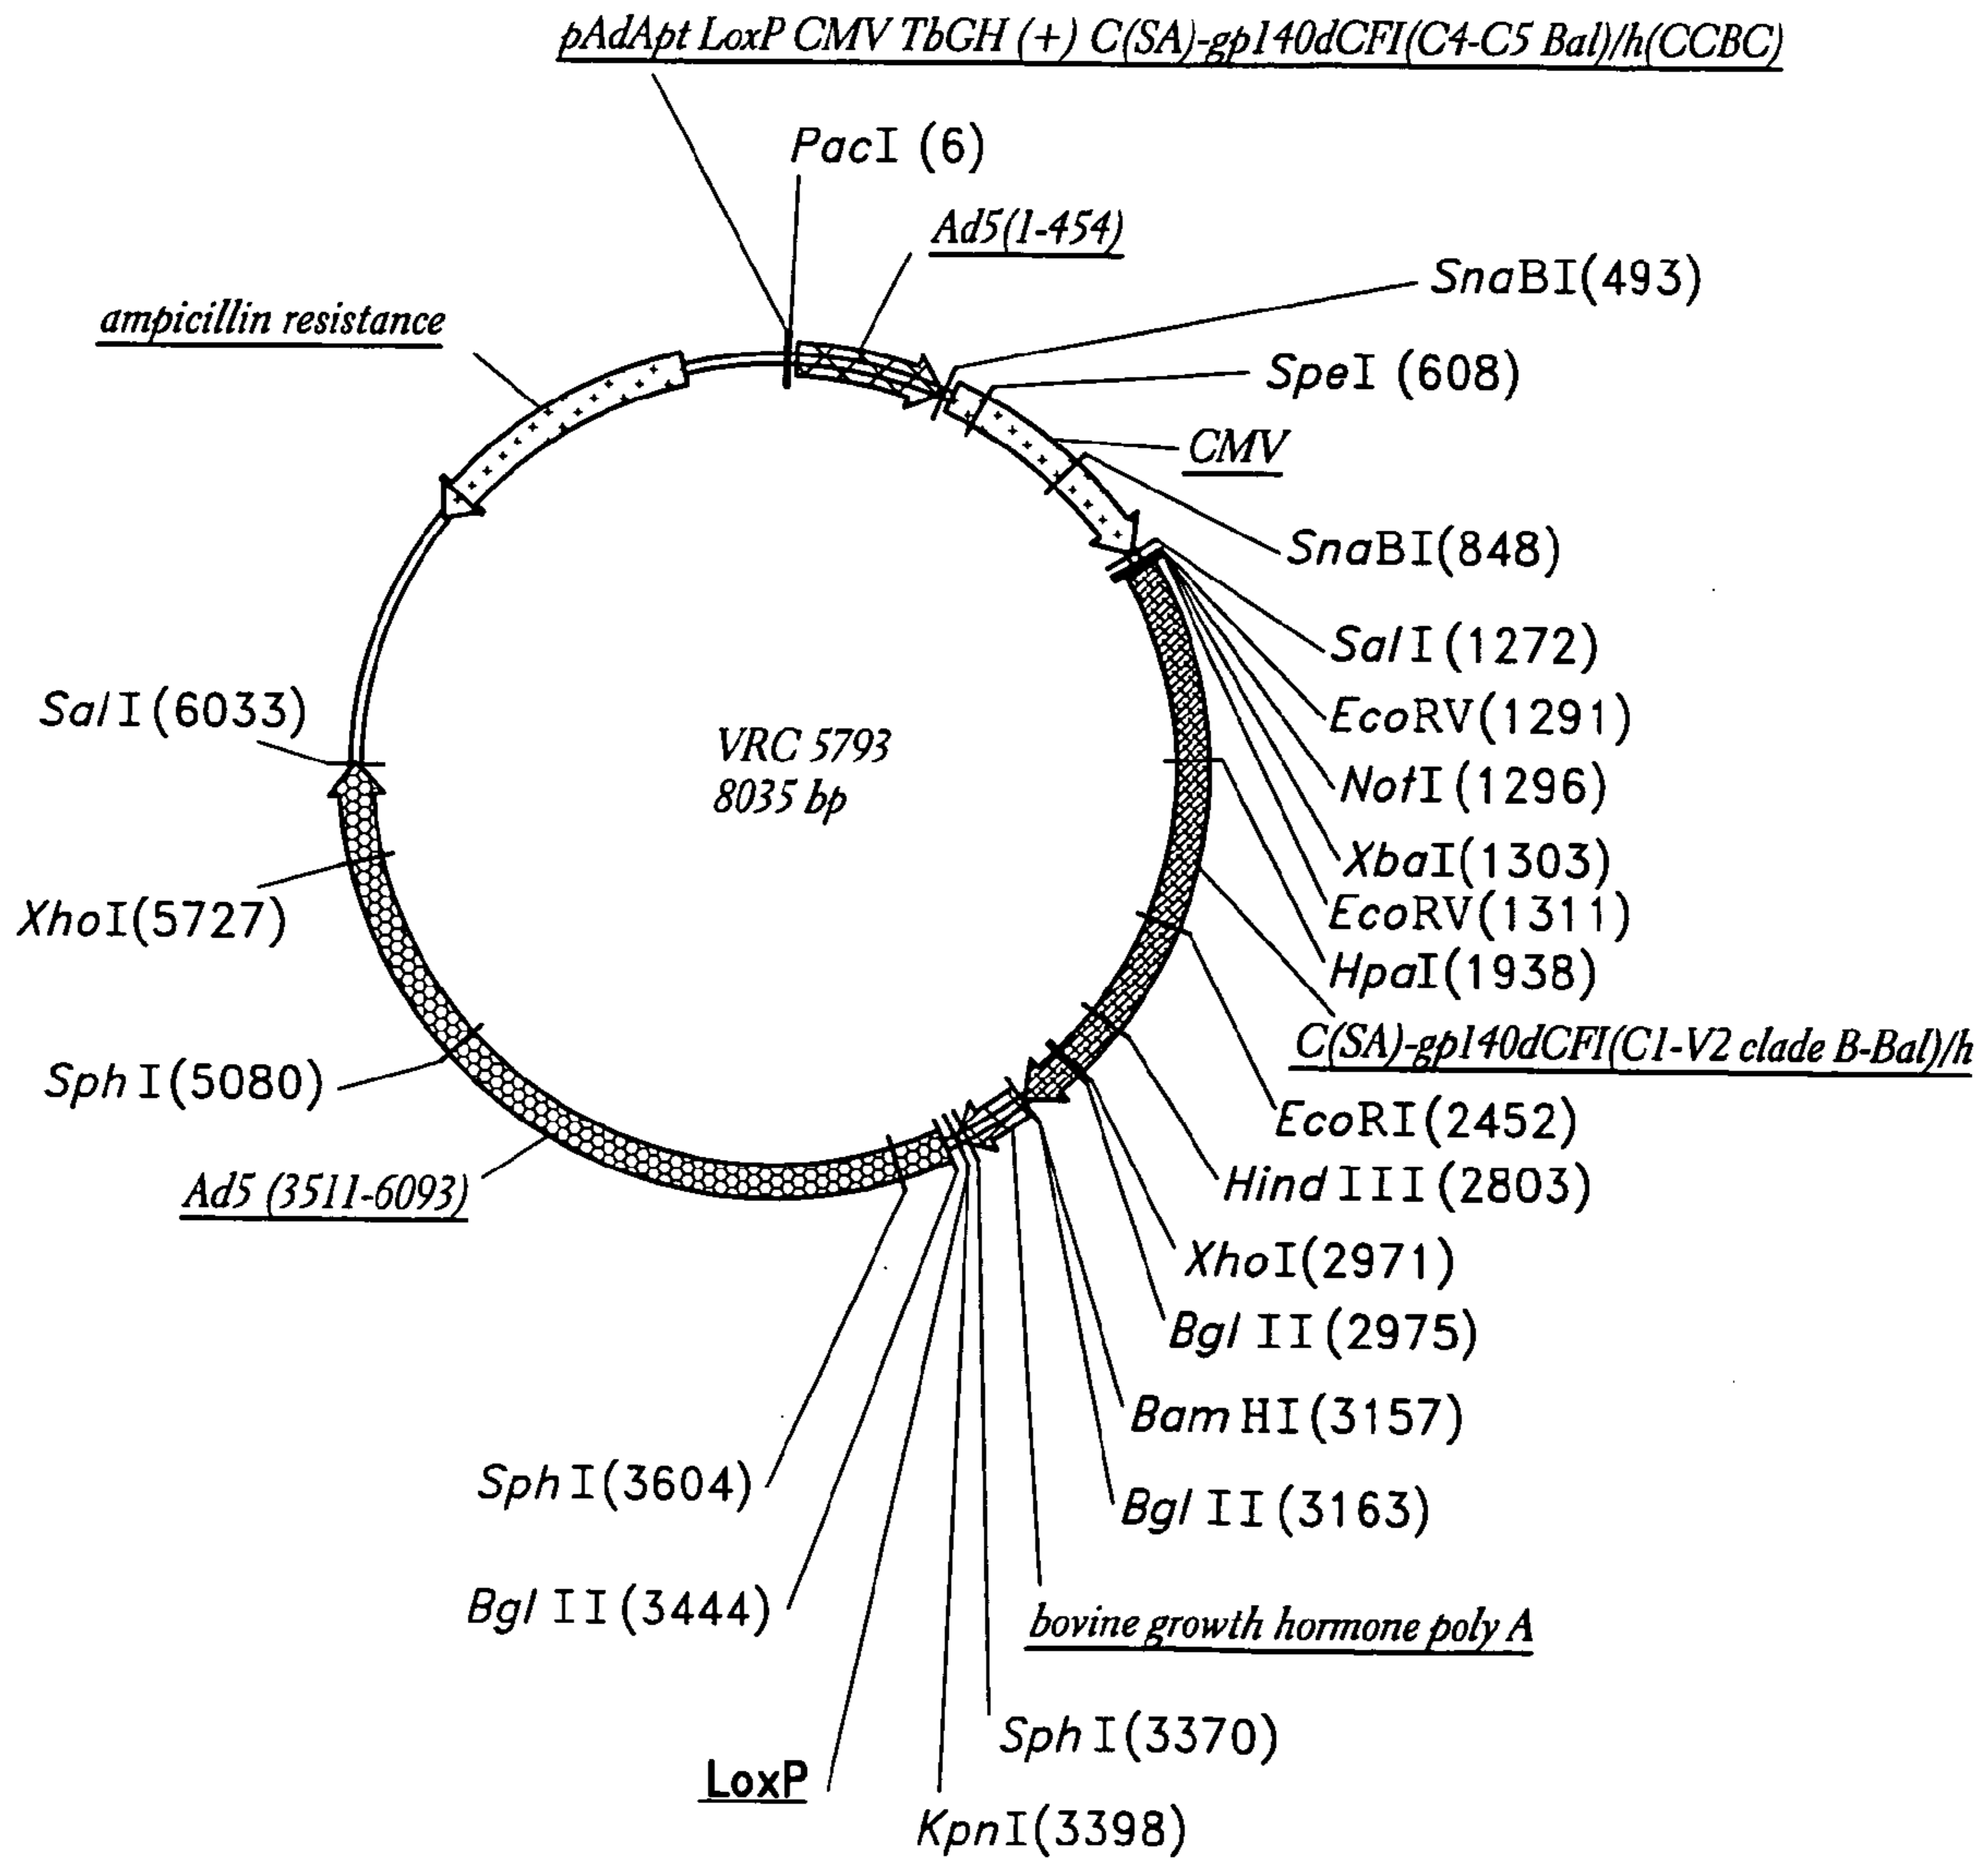 pAdApt LoxP CMV TbGH (+) C(SA)-gp140dCFI(C4-C5 Bal)/h(CCBC)
PacI (6)
Ad5(1-454)
SnaBI(493)
ampicillin resistance
SpeI (608)
CMV
SnaBI(848)
SalI(1272)
SalI(6033)
VRC 5793
8035 bp
EcoRV(1291)
NotI(1296)
XbaI(1303)
XhoI(5727)
EcoRV(1311)
HpaI(1938)
C(SA)-gp140dCFI(C1-V2 clade B-Bal)/h
SphI(5080)
EcoRI(2452)
Ad5 (3511-6093)
HindIII(2803)
XhoI(2971)
BglII(2975)
BamHI(3157)
SphI(3604)
BglII(3163)
BglII(3444)
bovine growth hormone poly A
SphI(3370)
LoxP
KpnI(3398)